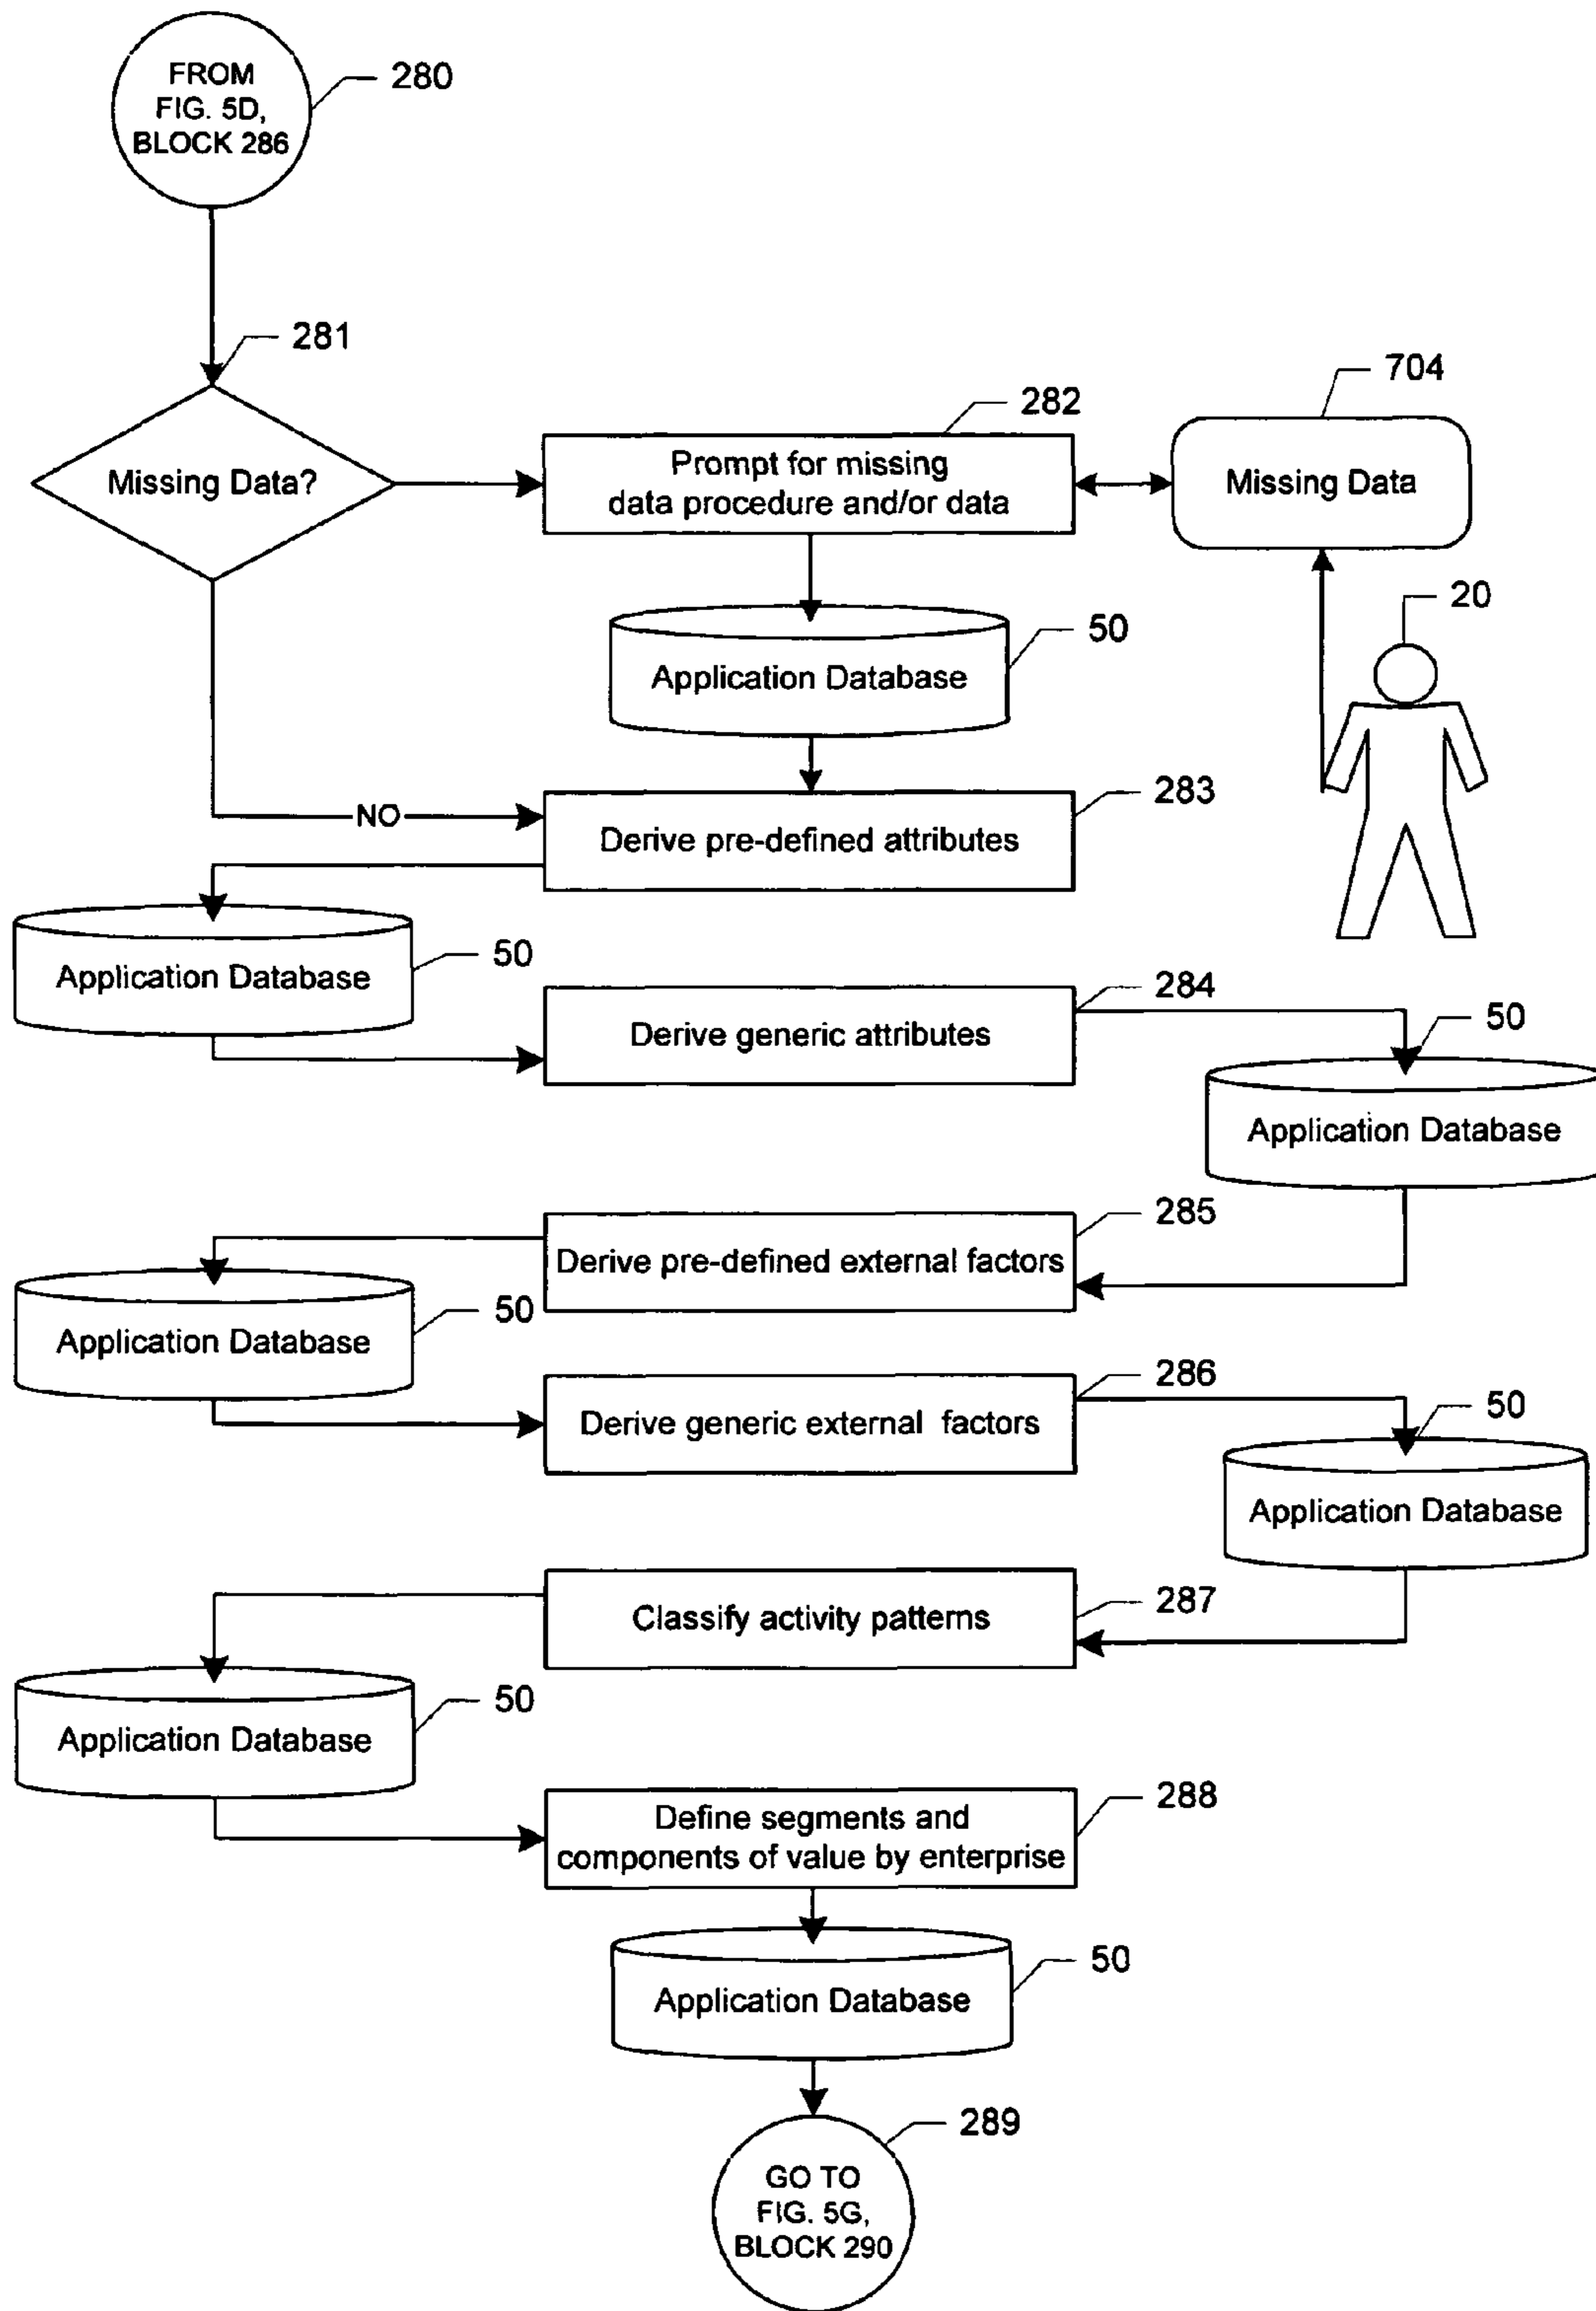 FROM
FIG. 5D,
BLOCK 286
280
281
Missing Data?
282
Prompt for missing
data procedure and/or data
704
Missing Data
20
50
Application Database
283
NO
Derive pre-defined attributes
50
Application Database
284
Derive generic attributes
50
Application Database
285
Derive pre-defined external factors
50
Application Database
286
Derive generic external factors
50
Application Database
287
Classify activity patterns
50
Application Database
288
Define segments and
components of value by enterprise
50
Application Database
289
GO TO
FIG. 5G,
BLOCK 290